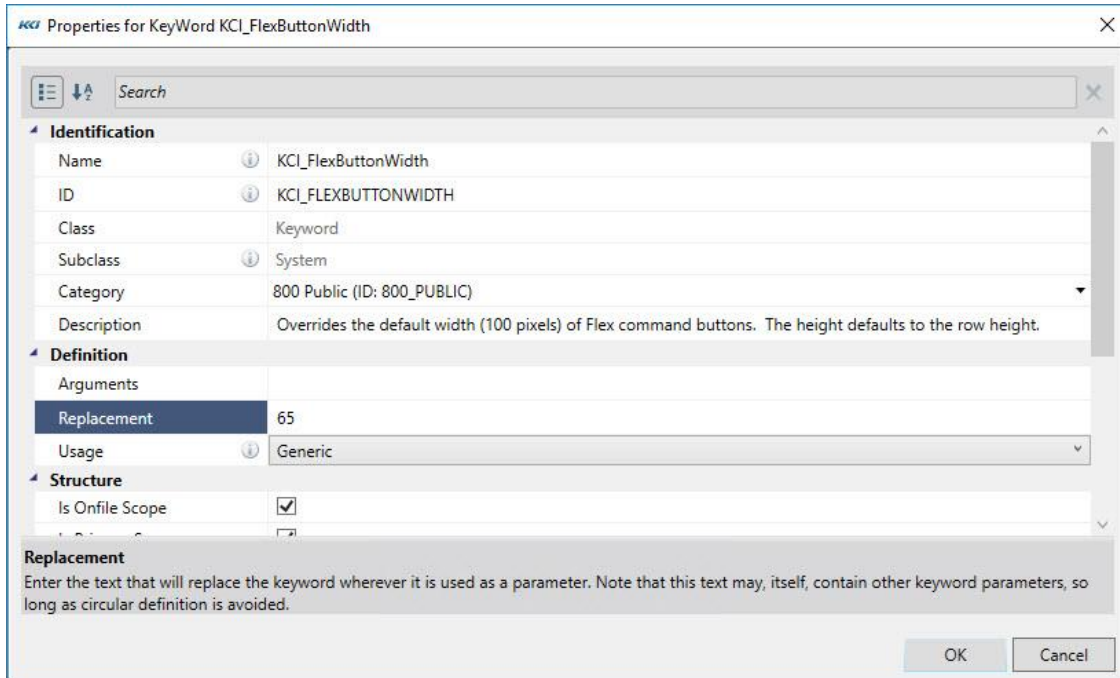 KCI Properties for KeyWord KCI_FlexButtonWidth
Search
Identification
Name KCI_FlexButtonWidth
ID KCI_FLEXBUTTONWIDTH
Class Keyword
Subclass System
Category 800 Public (ID: 800_PUBLIC)
Description Overrides the default width (100 pixels) of Flex command buttons. The height defaults to the row height.
Definition
Arguments
Replacement 65
Usage Generic
Structure
Is Onfile Scope
Replacement
Enter the text that will replace the keyword wherever it is used as a parameter. Note that this text may, itself, contain other keyword parameters, so
long as circular definition is avoided.
OK Cancel